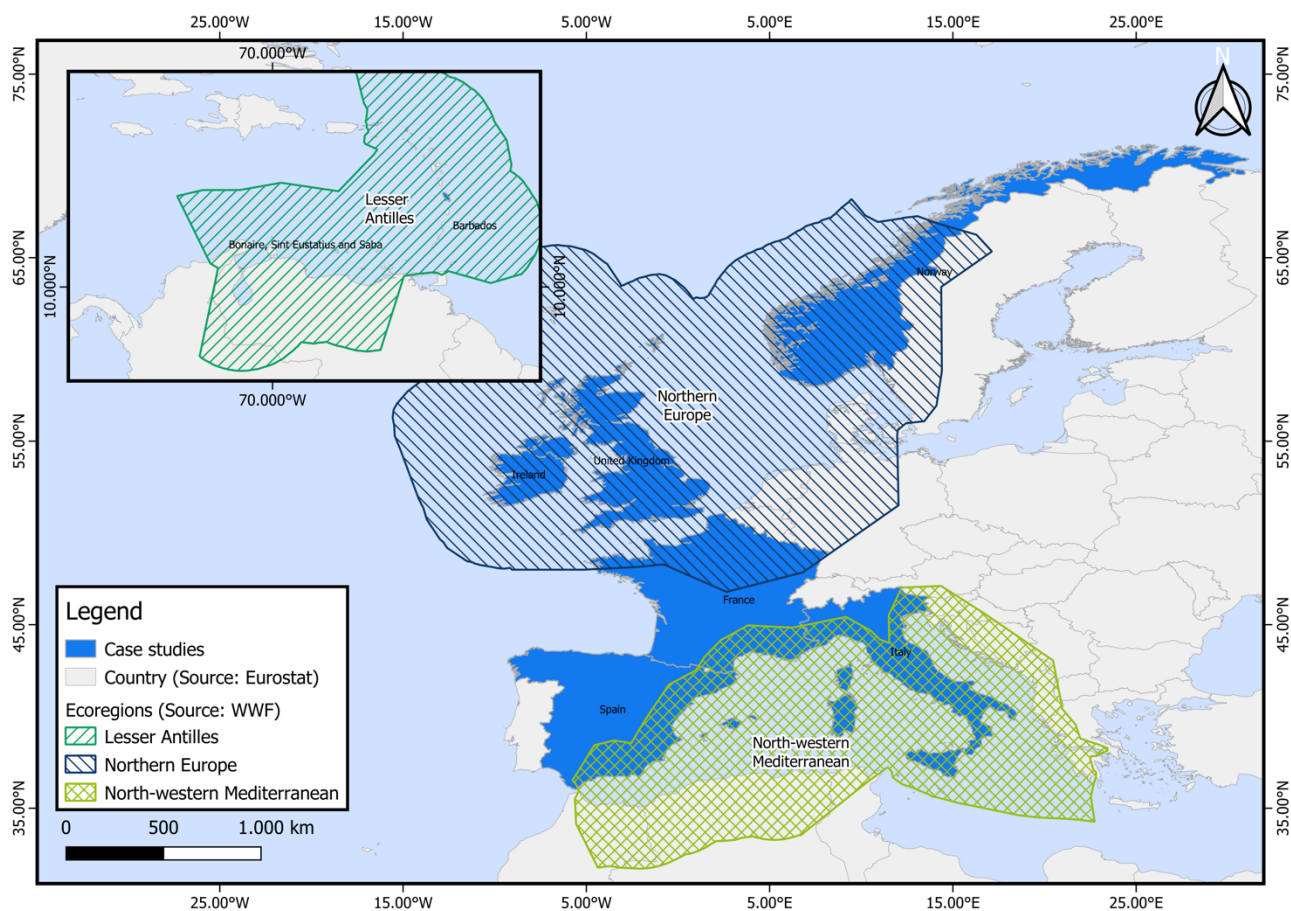 25.00°W 15.00°W 5.00°W 5.00°E 15.00°E 25.00°E
70.000°W
N
75.00°N
75.00°N
Lesser
Antilles
Barbados
Bonaire, Sint Eustatius and Saba
65.00°N
10.000°N
10.000°N
65.00°N
Norway
70.000°W
Northern
Europe
55.00°N
55.00°N
United Kingdom
Ireland
France
Legend
Case studies
Country (Source: Eurostat)
Ecoregions (Source: WWF)
Lesser Antilles
Northern Europe
North-western Mediterranean
0 500 1.000 km
45.00°N
45.00°N
Italy
Spain
North-western
Mediterranean
35.00°N
35.00°N
25.00°W 15.00°W 5.00°W 5.00°E 15.00°E 25.00°E